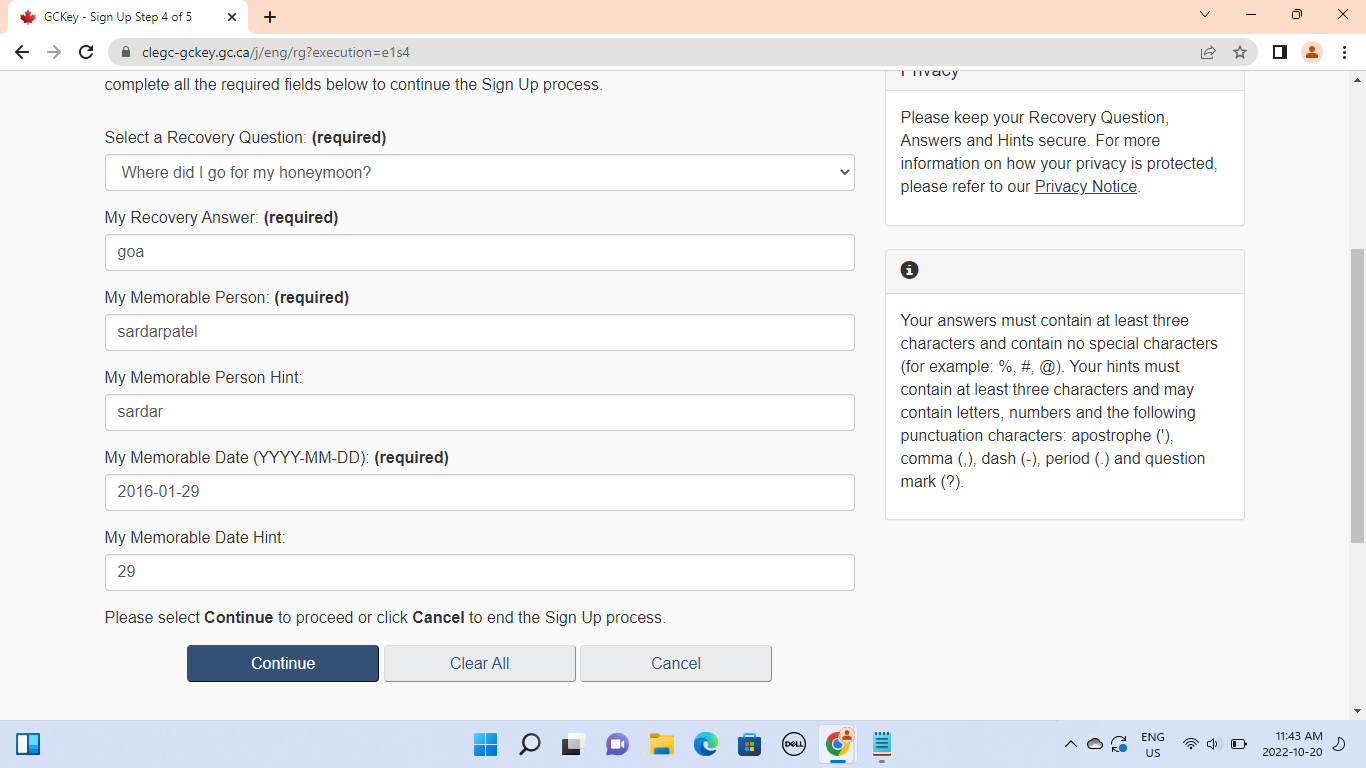 GCKey - Sign Up Step 4 of 5
clegc-gckey.gc.ca/j/eng/rg?execution=e1s4
complete all the required fields below to continue the Sign Up process.
Select a Recovery Question: (required)
Where did I go for my honeymoon?
My Recovery Answer: (required)
goa
My Memorable Person: (required)
sardarpatel
My Memorable Person Hint:
sardar
My Memorable Date (YYYY-MM-DD): (required)
2016-01-29
My Memorable Date Hint:
29
Please select Continue to proceed or click Cancel to end the Sign Up process.
Continue
Clear All
Cancel
Privacy
Please keep your Recovery Question,
Answers and Hints secure. For more
information on how your privacy is protected,
please refer to our Privacy Notice.
Your answers must contain at least three
characters and contain no special characters
(for example: %, #, @). Your hints must
contain at least three characters and may
contain letters, numbers and the following
punctuation characters: apostrophe ('),
comma (,), dash (-), period (.) and question
mark (?).
DELL
ENG
US
11:43 AM
2022-10-20